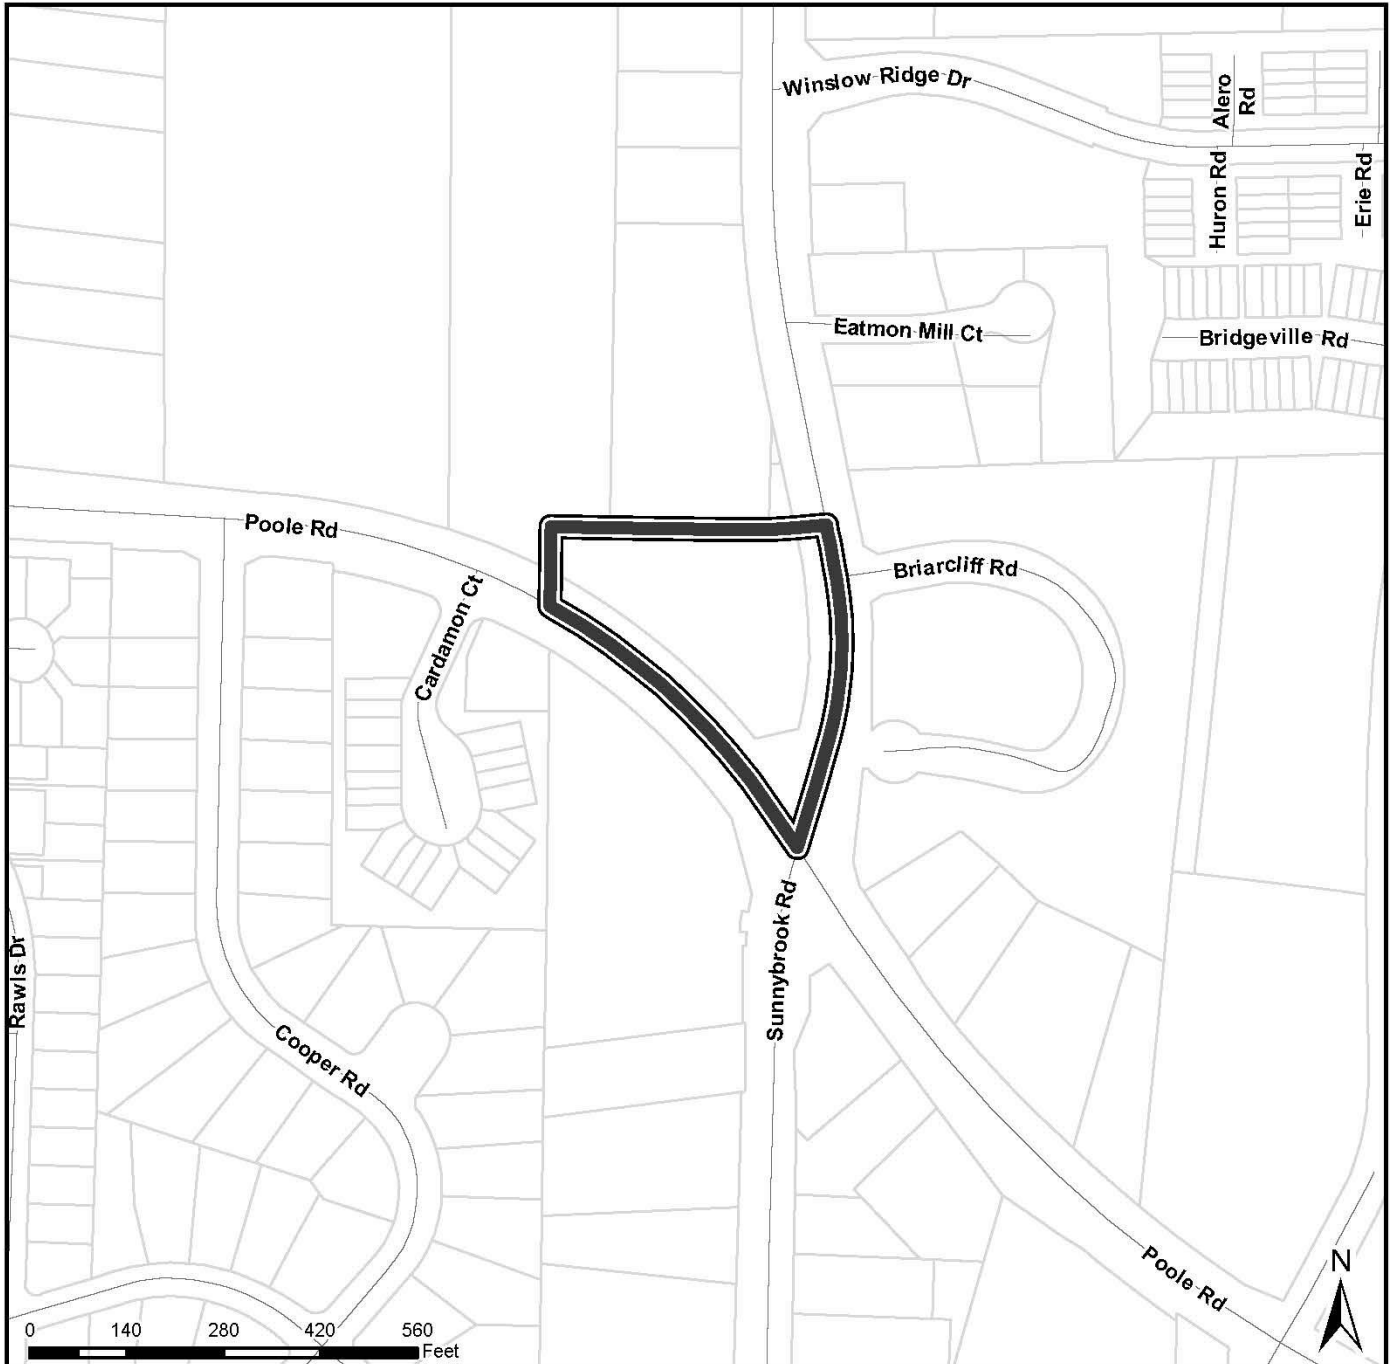 Winslow Ridge Dr
Alero
Rd
Huron Rd
Erie Rd
Eatmon Mill Ct
Bridgeville Rd
Poole Rd
Briarcliff Rd
Cardamon Ct
Sunnybrook Rd
Rawls Dr
Cooper Rd
Poole Rd
N
0 140 280 420 560
Feet